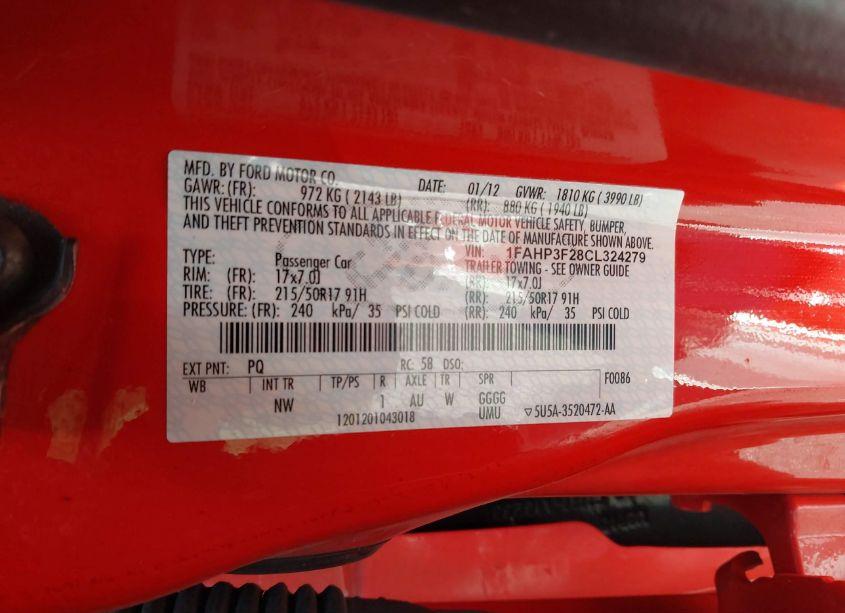 MFD. BY FORD MOTOR CO. DATE: 01/12 GVWR: 1810 KG ( 3990 LB)
GAWR: (FR): 972 KG ( 2143 LB) (RR): 880 KG ( 1940 LB)
THIS VEHICLE CONFORMS TO ALL APPLICABLE FEDERAL MOTOR VEHICLE SAFETY, BUMPER,
AND THEFT PREVENTION STANDARDS IN EFFECT ON THE DATE OF MANUFACTURE SHOWN ABOVE.
VIN: 1FAHP3F28CL324279
TYPE: Passenger Car TRAILER TOWING - SEE OWNER GUIDE
RIM: (FR): 17x7.0J (RR): 17x7.0J
TIRE: (FR): 215/50R17 91H (RR): 215/50R17 91H
PRESSURE: (FR): 240 kPa/ 35 PSI COLD (RR): 240 kPa/ 35 PSI COLD
EXT PNT: PQ RC: 58 DSO: F0086
WB INT TR TP/PS R AXLE TR SPR
NW 1 AU W GGGG
1201201043018 UMU ▽5U5A-3520472-AA